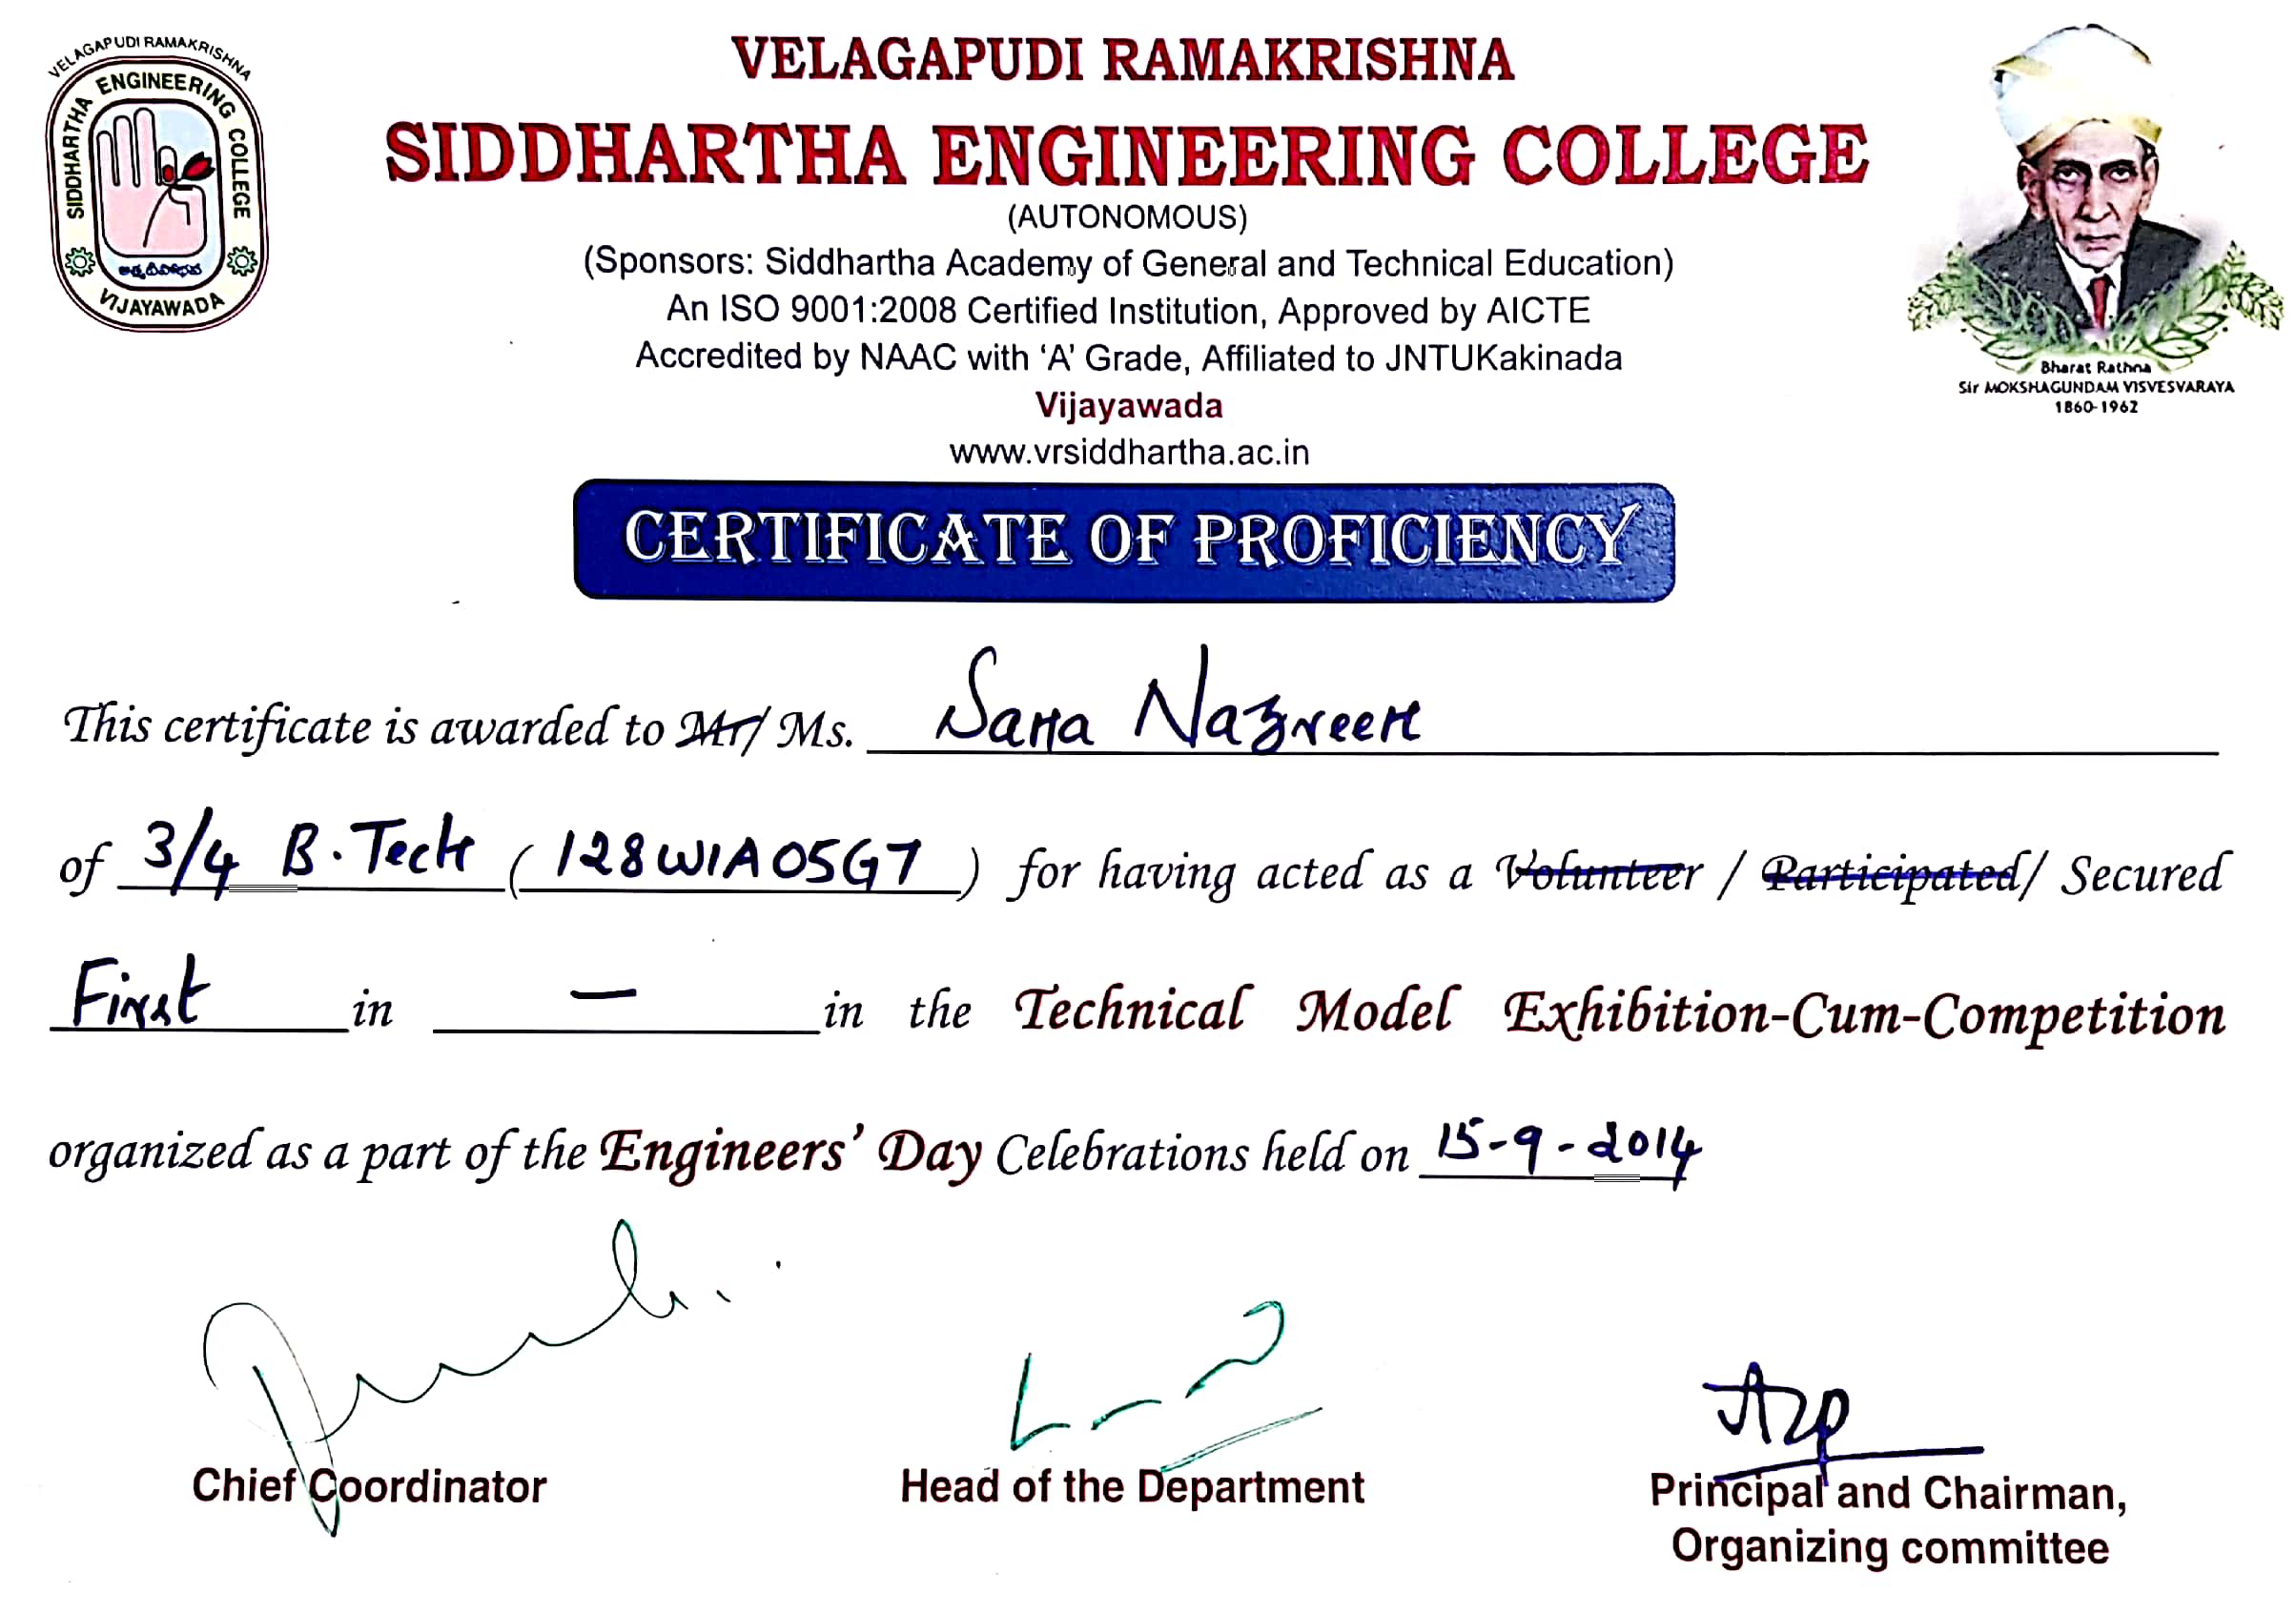 VELAGAPUDI RAMAKRISHNA
SIDDHARTHA ENGINEERING COLLEGE
VIJAYAWADA
VELAGAPUDI RAMAKRISHNA
SIDDHARTHA ENGINEERING COLLEGE
(AUTONOMOUS)
(Sponsors: Siddhartha Academy of General and Technical Education)
An ISO 9001:2008 Certified Institution, Approved by AICTE
Accredited by NAAC with ‘A’ Grade, Affiliated to JNTUKakinada
Vijayawada
www.vrsiddhartha.ac.in
Bharat Rathna
Sir MOKSHAGUNDAM VISVESVARAYA
1860-1962
CERTIFICATE OF PROFICIENCY
This certificate is awarded to Mr/ Ms. Sana Nazreen
of 3/4 B.Tech (128W1A05G7) for having acted as a Volunteer / Participated/ Secured
First in — in the Technical Model Exhibition-Cum-Competition
organized as a part of the Engineers’ Day Celebrations held on 15-9-2014
Chief Coordinator
Head of the Department
Principal and Chairman,
Organizing committee